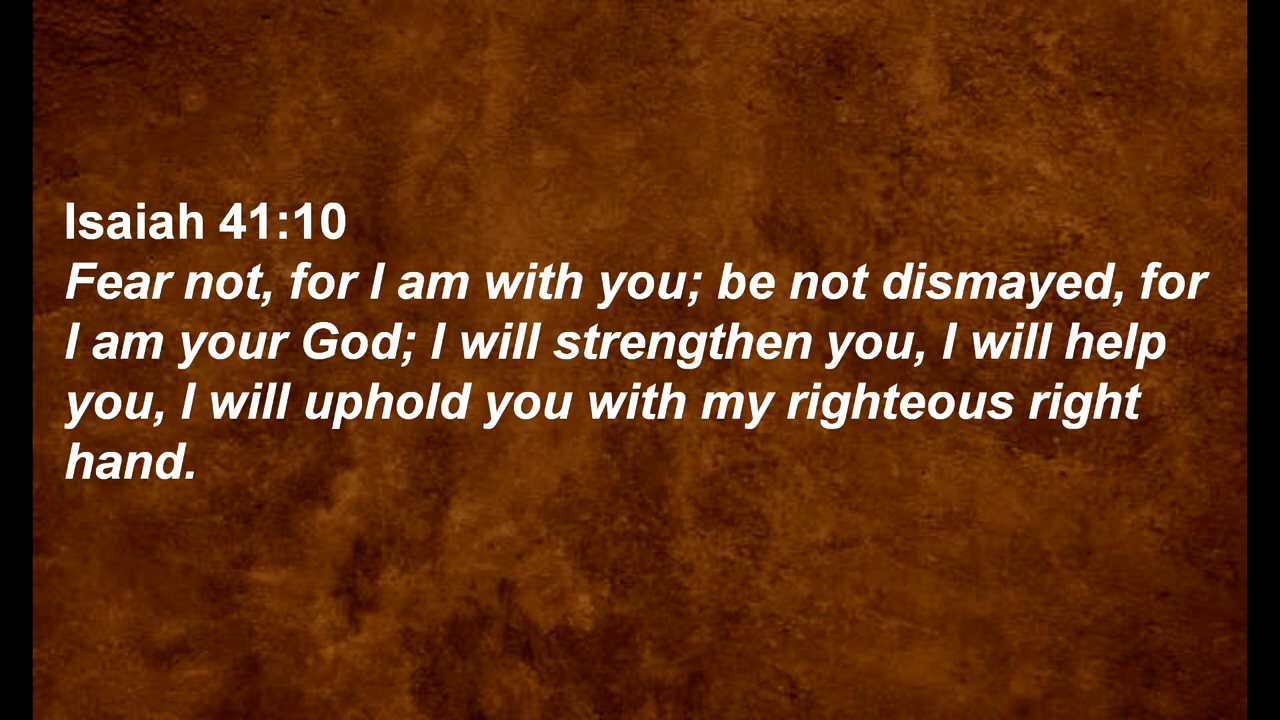 Isaiah 41:10
Fear not, for I am with you; be not dismayed, for
I am your God; I will strengthen you, I will help
you, I will uphold you with my righteous right
hand.